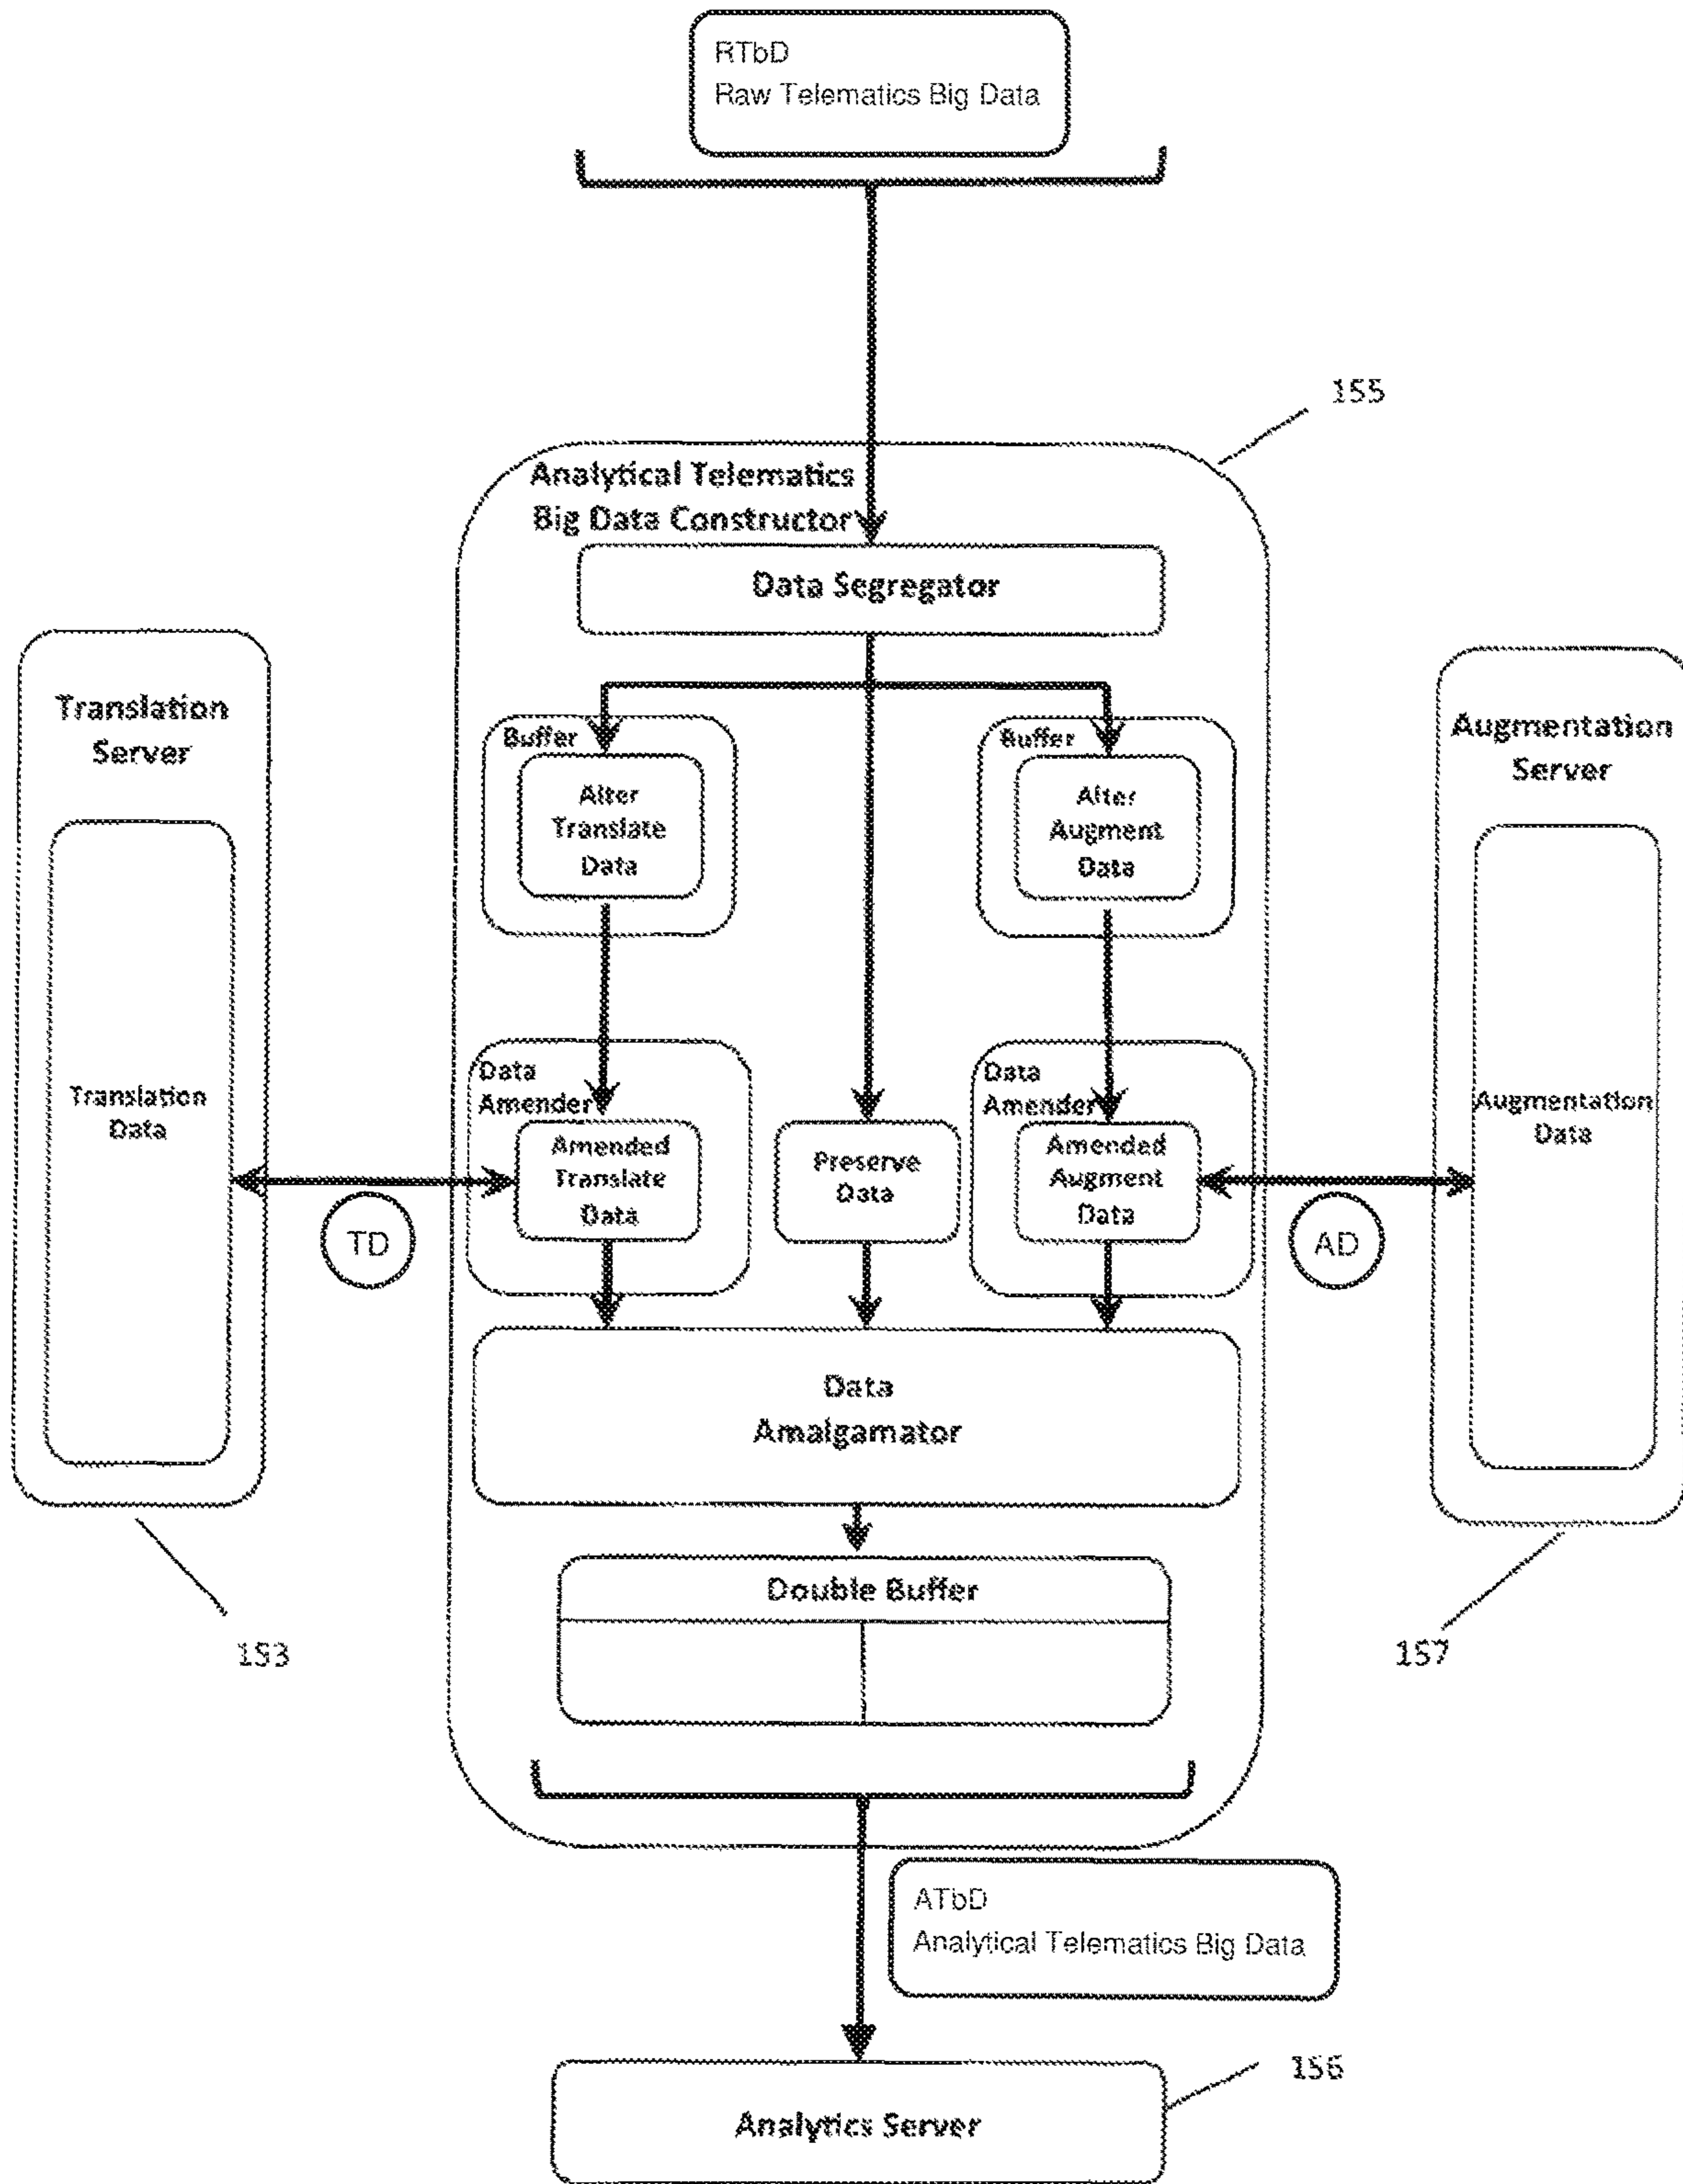 RTbD
Raw Telematics Big Data
155
Analytical Telematics
Big Data Constructor
Data Segregator
Translation
Server
Augmentation
Server
Buffer
Alter
Translate
Data
Buffer
Alter
Augment
Data
Translation
Data
Data
Amender
Amended
Translate
Data
Preserve
Data
Data
Amender
Amended
Augment
Data
Augmentation
Data
TD
AD
Data
Amalgamator
Double Buffer
153
157
ATbD
Analytical Telematics Big Data
156
Analytics Server